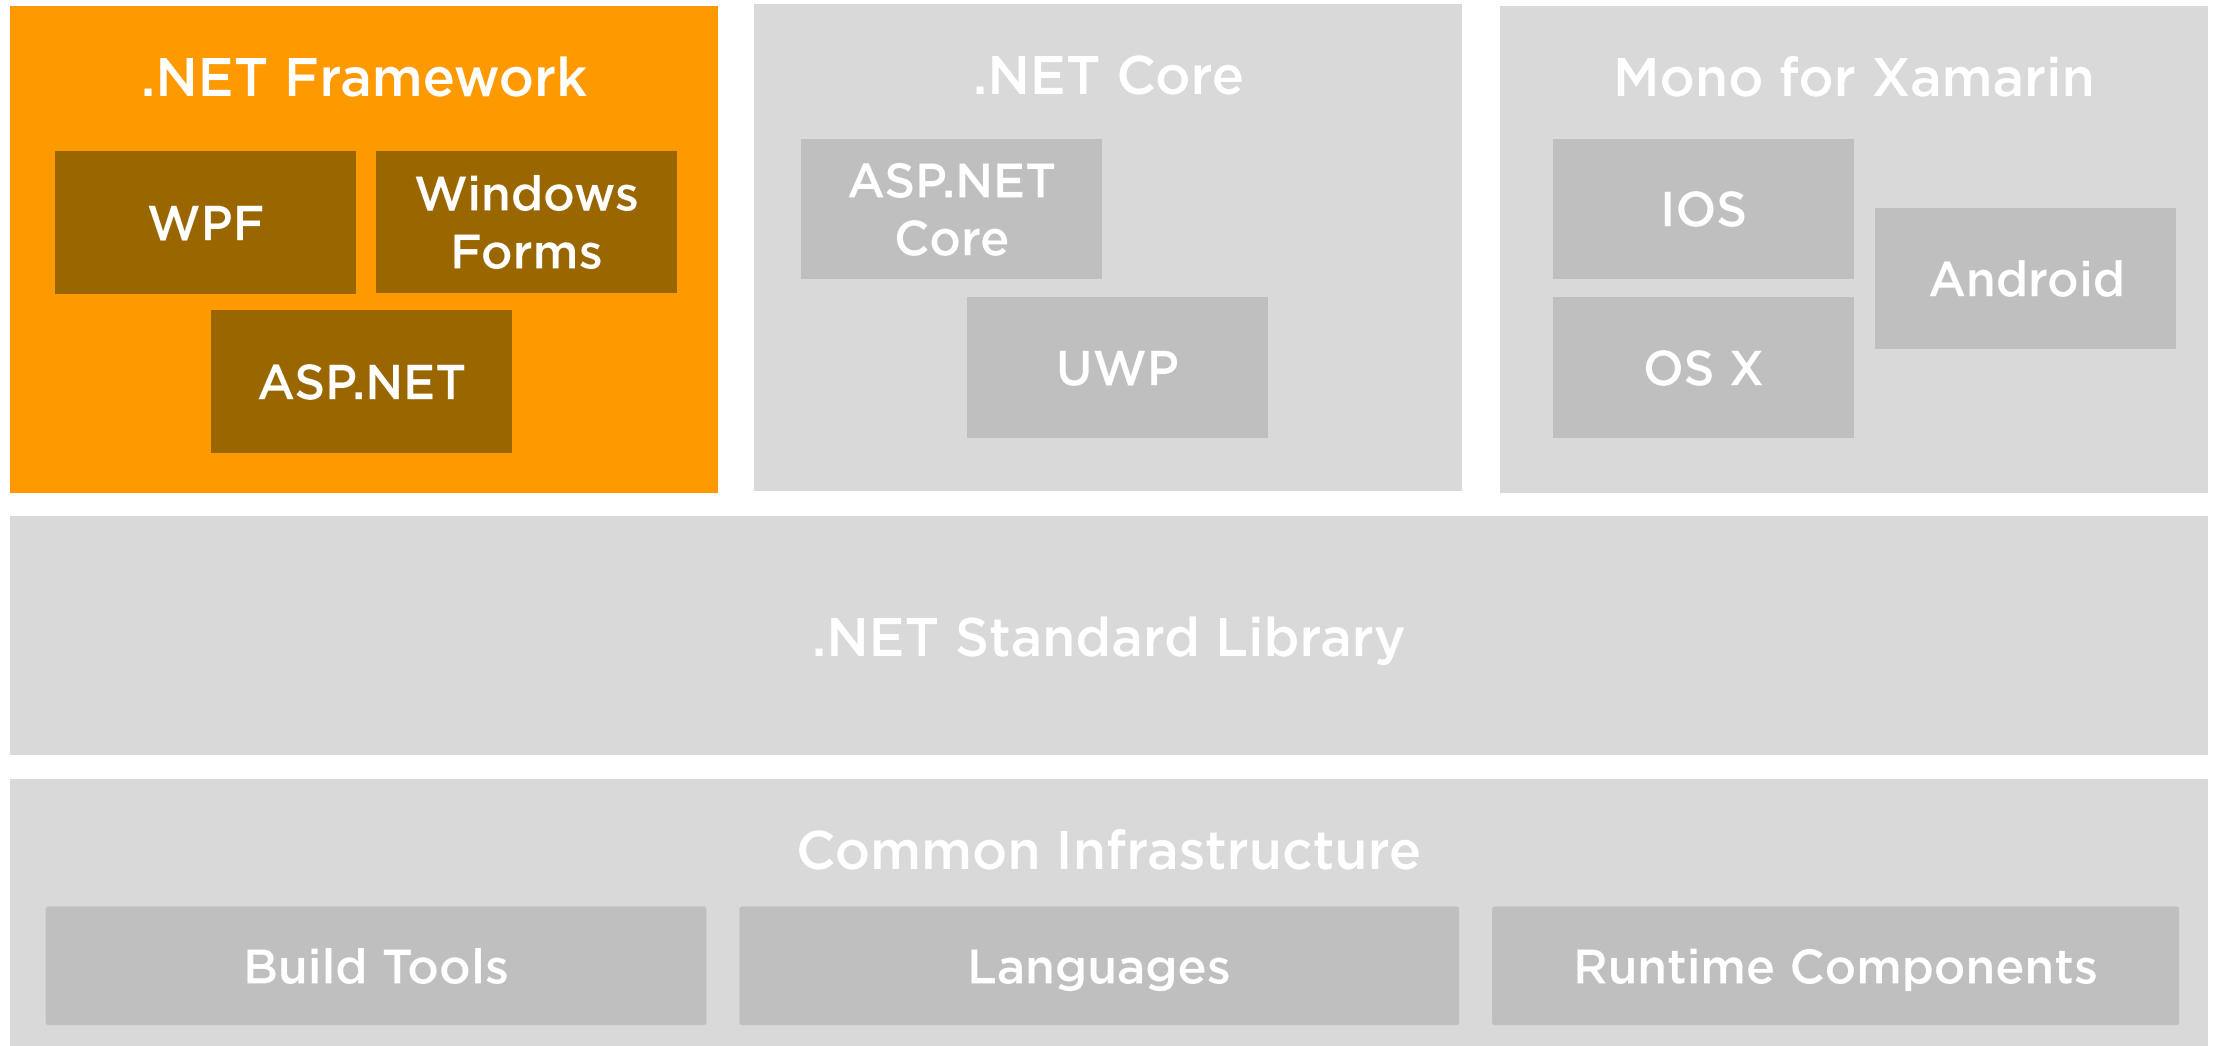 .NET Framework
WPF
Windows
Forms
ASP.NET
.NET Core
ASP.NET
Core
UWP
Mono for Xamarin
IOS
Android
OS X
.NET Standard Library
Common Infrastructure
Build Tools
Languages
Runtime Components